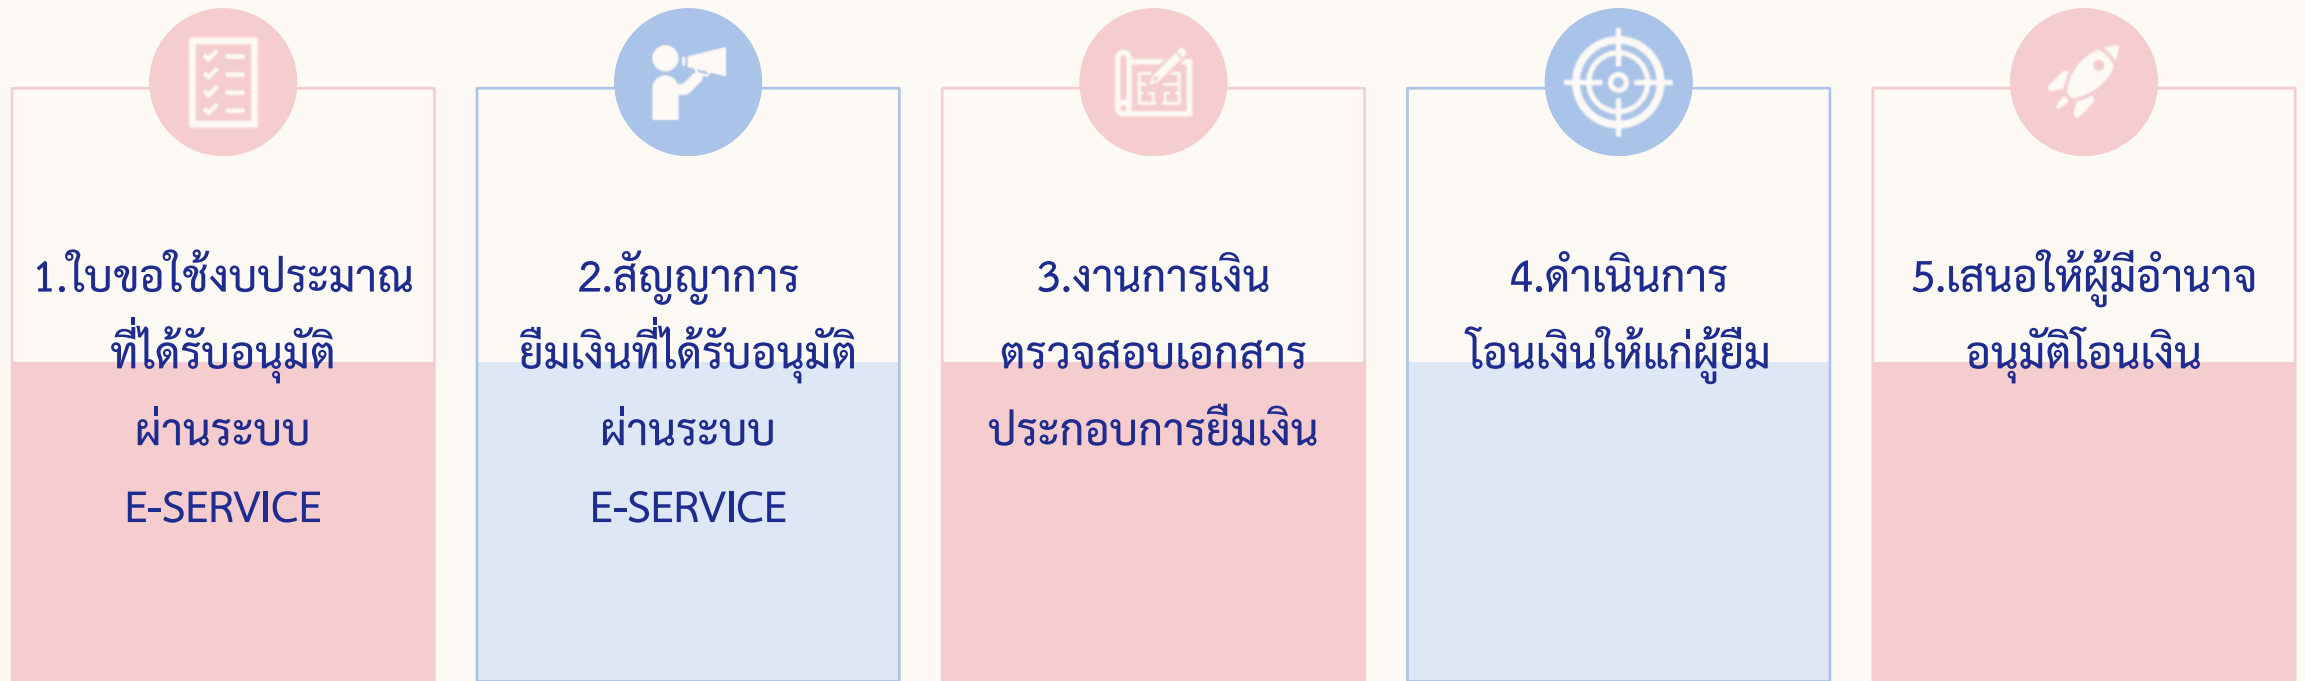 1.ใบขอใช้งบประมาณ
ที่ได้รับอนุมัติ
ผ่านระบบ
E-SERVICE
2.สัญญาการ
ยืมเงินที่ได้รับอนุมัติ
ผ่านระบบ
E-SERVICE
3.งานการเงิน
ตรวจสอบเอกสาร
ประกอบการยืมเงิน
4.ดำเนินการ
โอนเงินให้แก่ผู้ยืม
5.เสนอให้ผู้มีอำนาจ
อนุมัติโอนเงิน